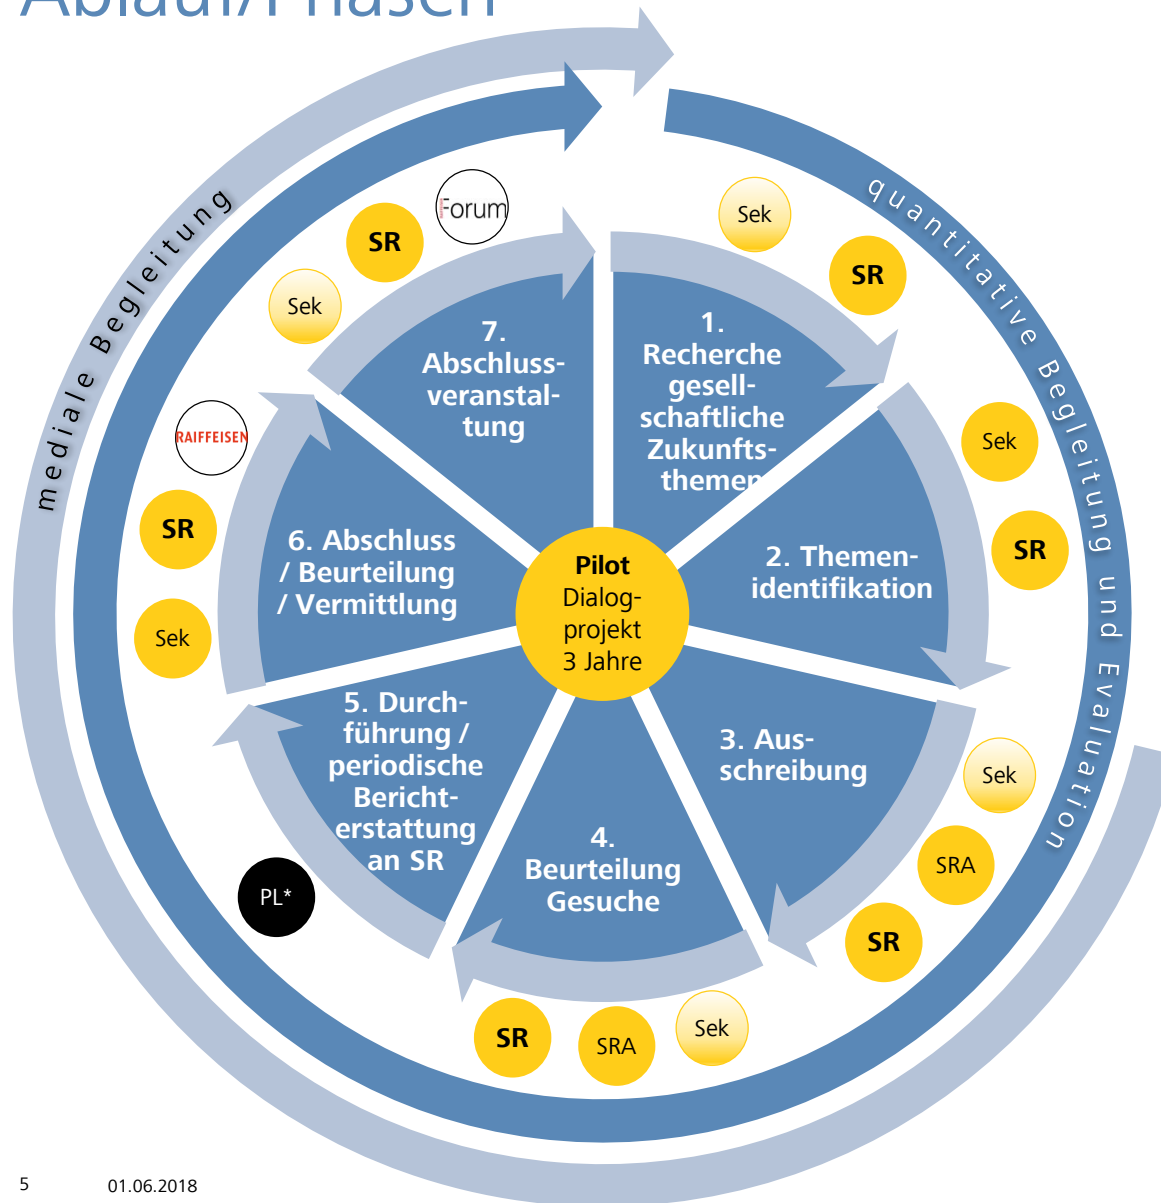 Ablauf/Phasen
mediale Begleitung
quantitative Begleitung und Evaluation
Forum
SR
Sek
Sek
SR
7.
Abschluss-
veranstal-
tung
1.
Recherche
gesell-
schaftliche
Zukunfts-
themen
RAIFFEISEN
SR
Sek
Sek
SR
6. Abschluss
/ Beurteilung
/ Vermittlung
Pilot
Dialog-
projekt
3 Jahre
2. Themen-
identifikation
5. Durch-
führung /
periodische
Bericht-
erstattung
an SR
3. Aus-
schreibung
Sek
SRA
SR
4.
Beurteilung
Gesuche
PL*
SR
SRA
Sek
5
01.06.2018